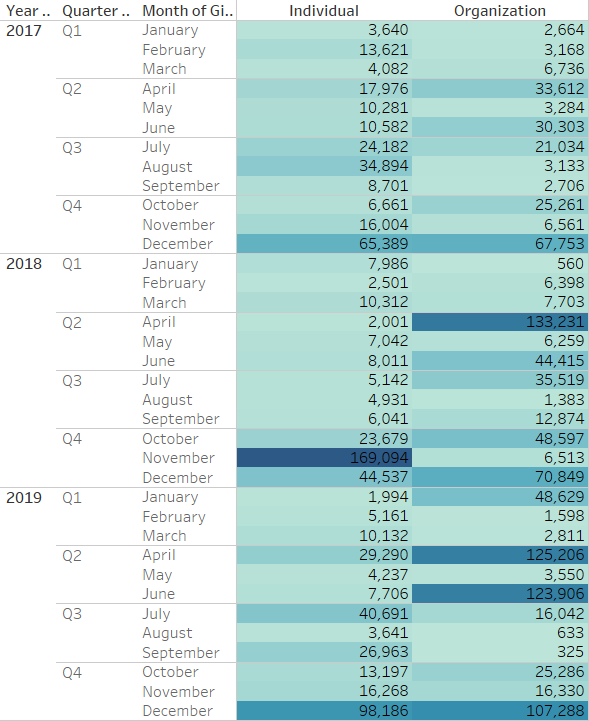 Year .. Quarter .. Month of Gi.. Individual Organization
2017 Q1 January 3,640 2,664
February 13,621 3,168
March 4,082 6,736
Q2 April 17,976 33,612
May 10,281 3,284
June 10,582 30,303
Q3 July 24,182 21,034
August 34,894 3,133
September 8,701 2,706
Q4 October 6,661 25,261
November 16,004 6,561
December 65,389 67,753
2018 Q1 January 7,986 560
February 2,501 6,398
March 10,312 7,703
Q2 April 2,001 133,231
May 7,042 6,259
June 8,011 44,415
Q3 July 5,142 35,519
August 4,931 1,383
September 6,041 12,874
Q4 October 23,679 48,597
November 169,094 6,513
December 44,537 70,849
2019 Q1 January 1,994 48,629
February 5,161 1,598
March 10,132 2,811
Q2 April 29,290 125,206
May 4,237 3,550
June 7,706 123,906
Q3 July 40,691 16,042
August 3,641 633
September 26,963 325
Q4 October 13,197 25,286
November 16,268 16,330
December 98,186 107,288